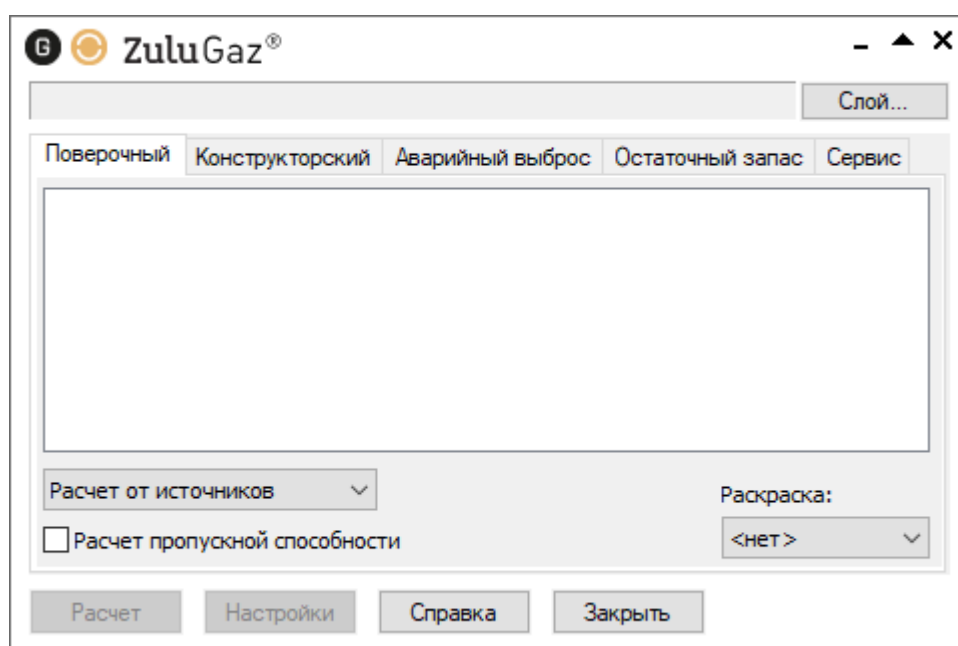 G ZuluGaz®
Слой...
Поверочный Конструкторский Аварийный выброс Остаточный запас Сервис
Расчет от источников
Раскраска:
Расчет пропускной способности
<нет>
Расчет Настройки Справка Закрыть